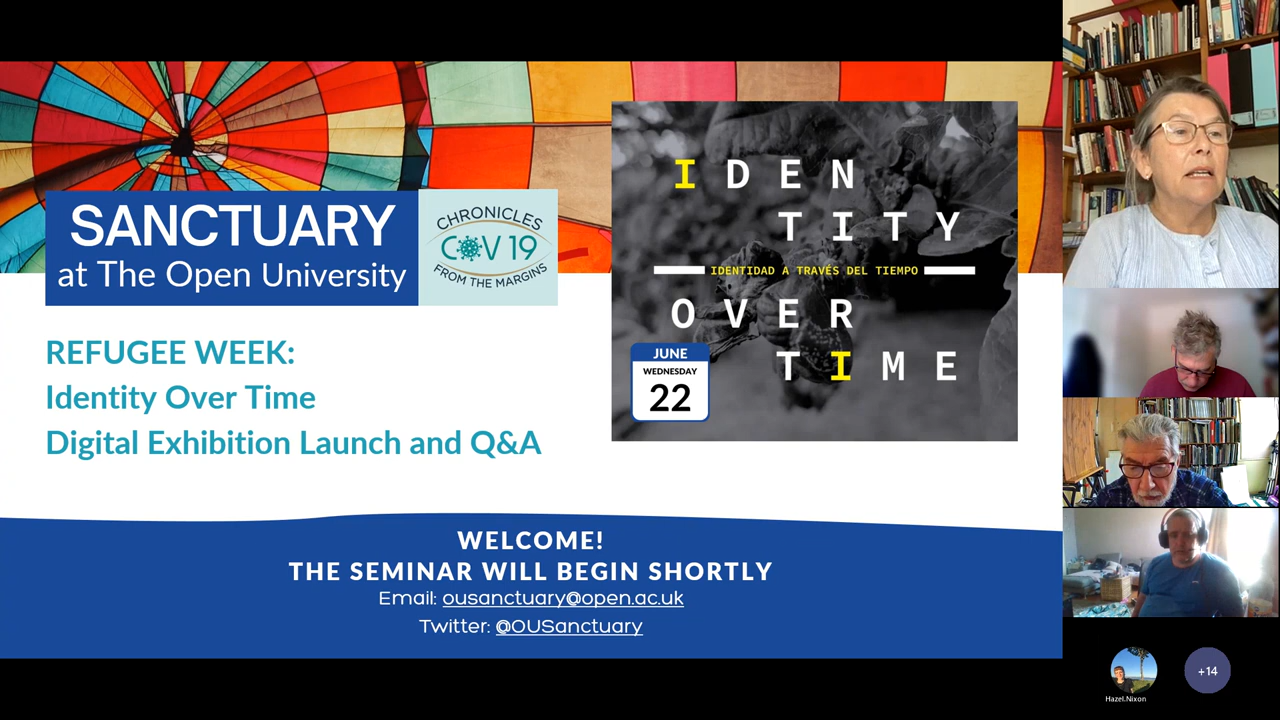 SANCTUARY
at The Open University
CHRONICLES
COV 19
FROM THE MARGINS
REFUGEE WEEK:
Identity Over Time
Digital Exhibition Launch and Q&A
IDEN
TITY
IDENTIDAD A TRAVÉS DEL TIEMPO
OVER
TIME
JUNE
WEDNESDAY
22
WELCOME!
THE SEMINAR WILL BEGIN SHORTLY
Email: ousanctuary@open.ac.uk
Twitter: @OUSanctuary
Hazel.Nixon
+14